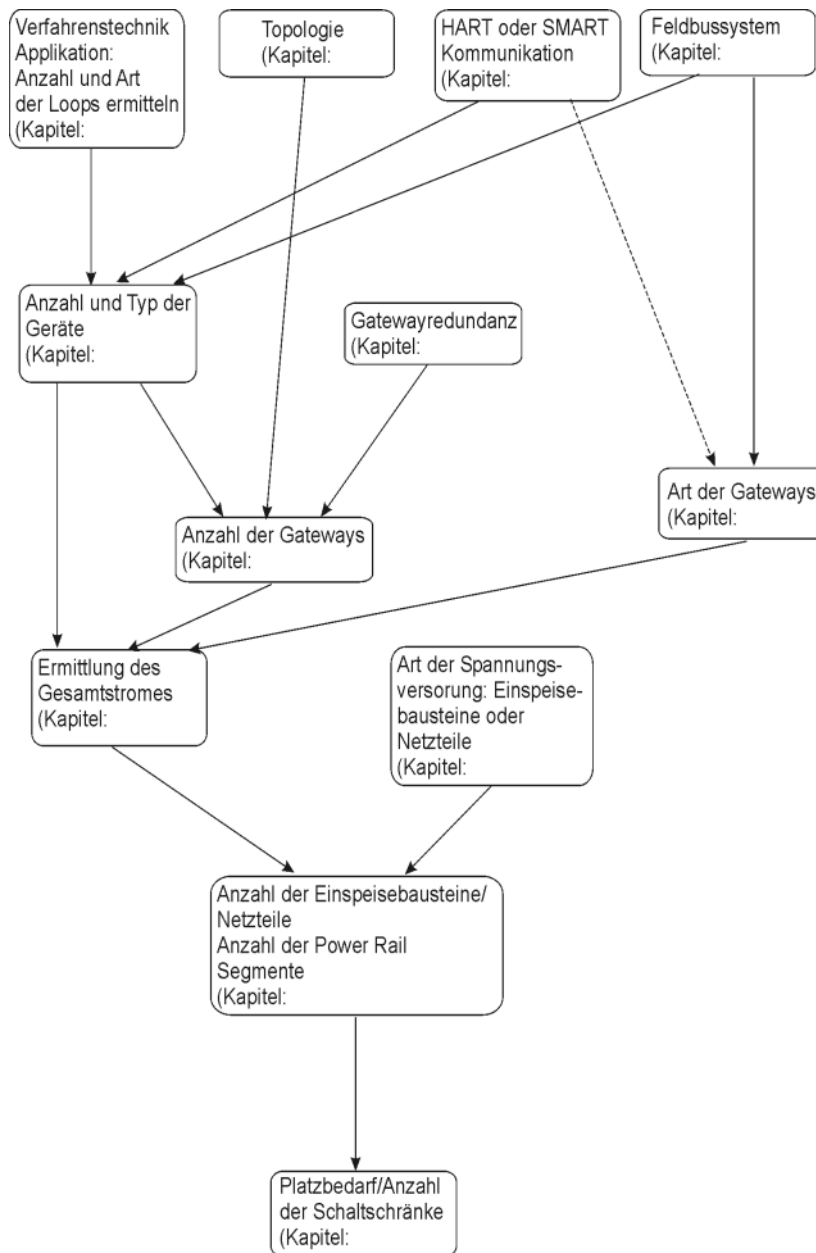 Verfahrenstechnik
Applikation:
Anzahl und Art
der Loops ermitteln
(Kapitel:
Topologie
(Kapitel:
HART oder SMART
Kommunikation
(Kapitel:
Feldbussystem
(Kapitel:
Anzahl und Typ der
Geräte
(Kapitel:
Gatewayredundanz
(Kapitel:
Art der Gateways
(Kapitel:
Anzahl der Gateways
(Kapitel:
Ermittlung des
Gesamtstromes
(Kapitel:
Art der Spannungs-
versorung: Einspeise-
bausteine oder
Netzteile
(Kapitel:
Anzahl der Einspeisebausteine/
Netzteile
Anzahl der Power Rail
Segmente
(Kapitel:
Platzbedarf/Anzahl
der Schaltschränke
(Kapitel: